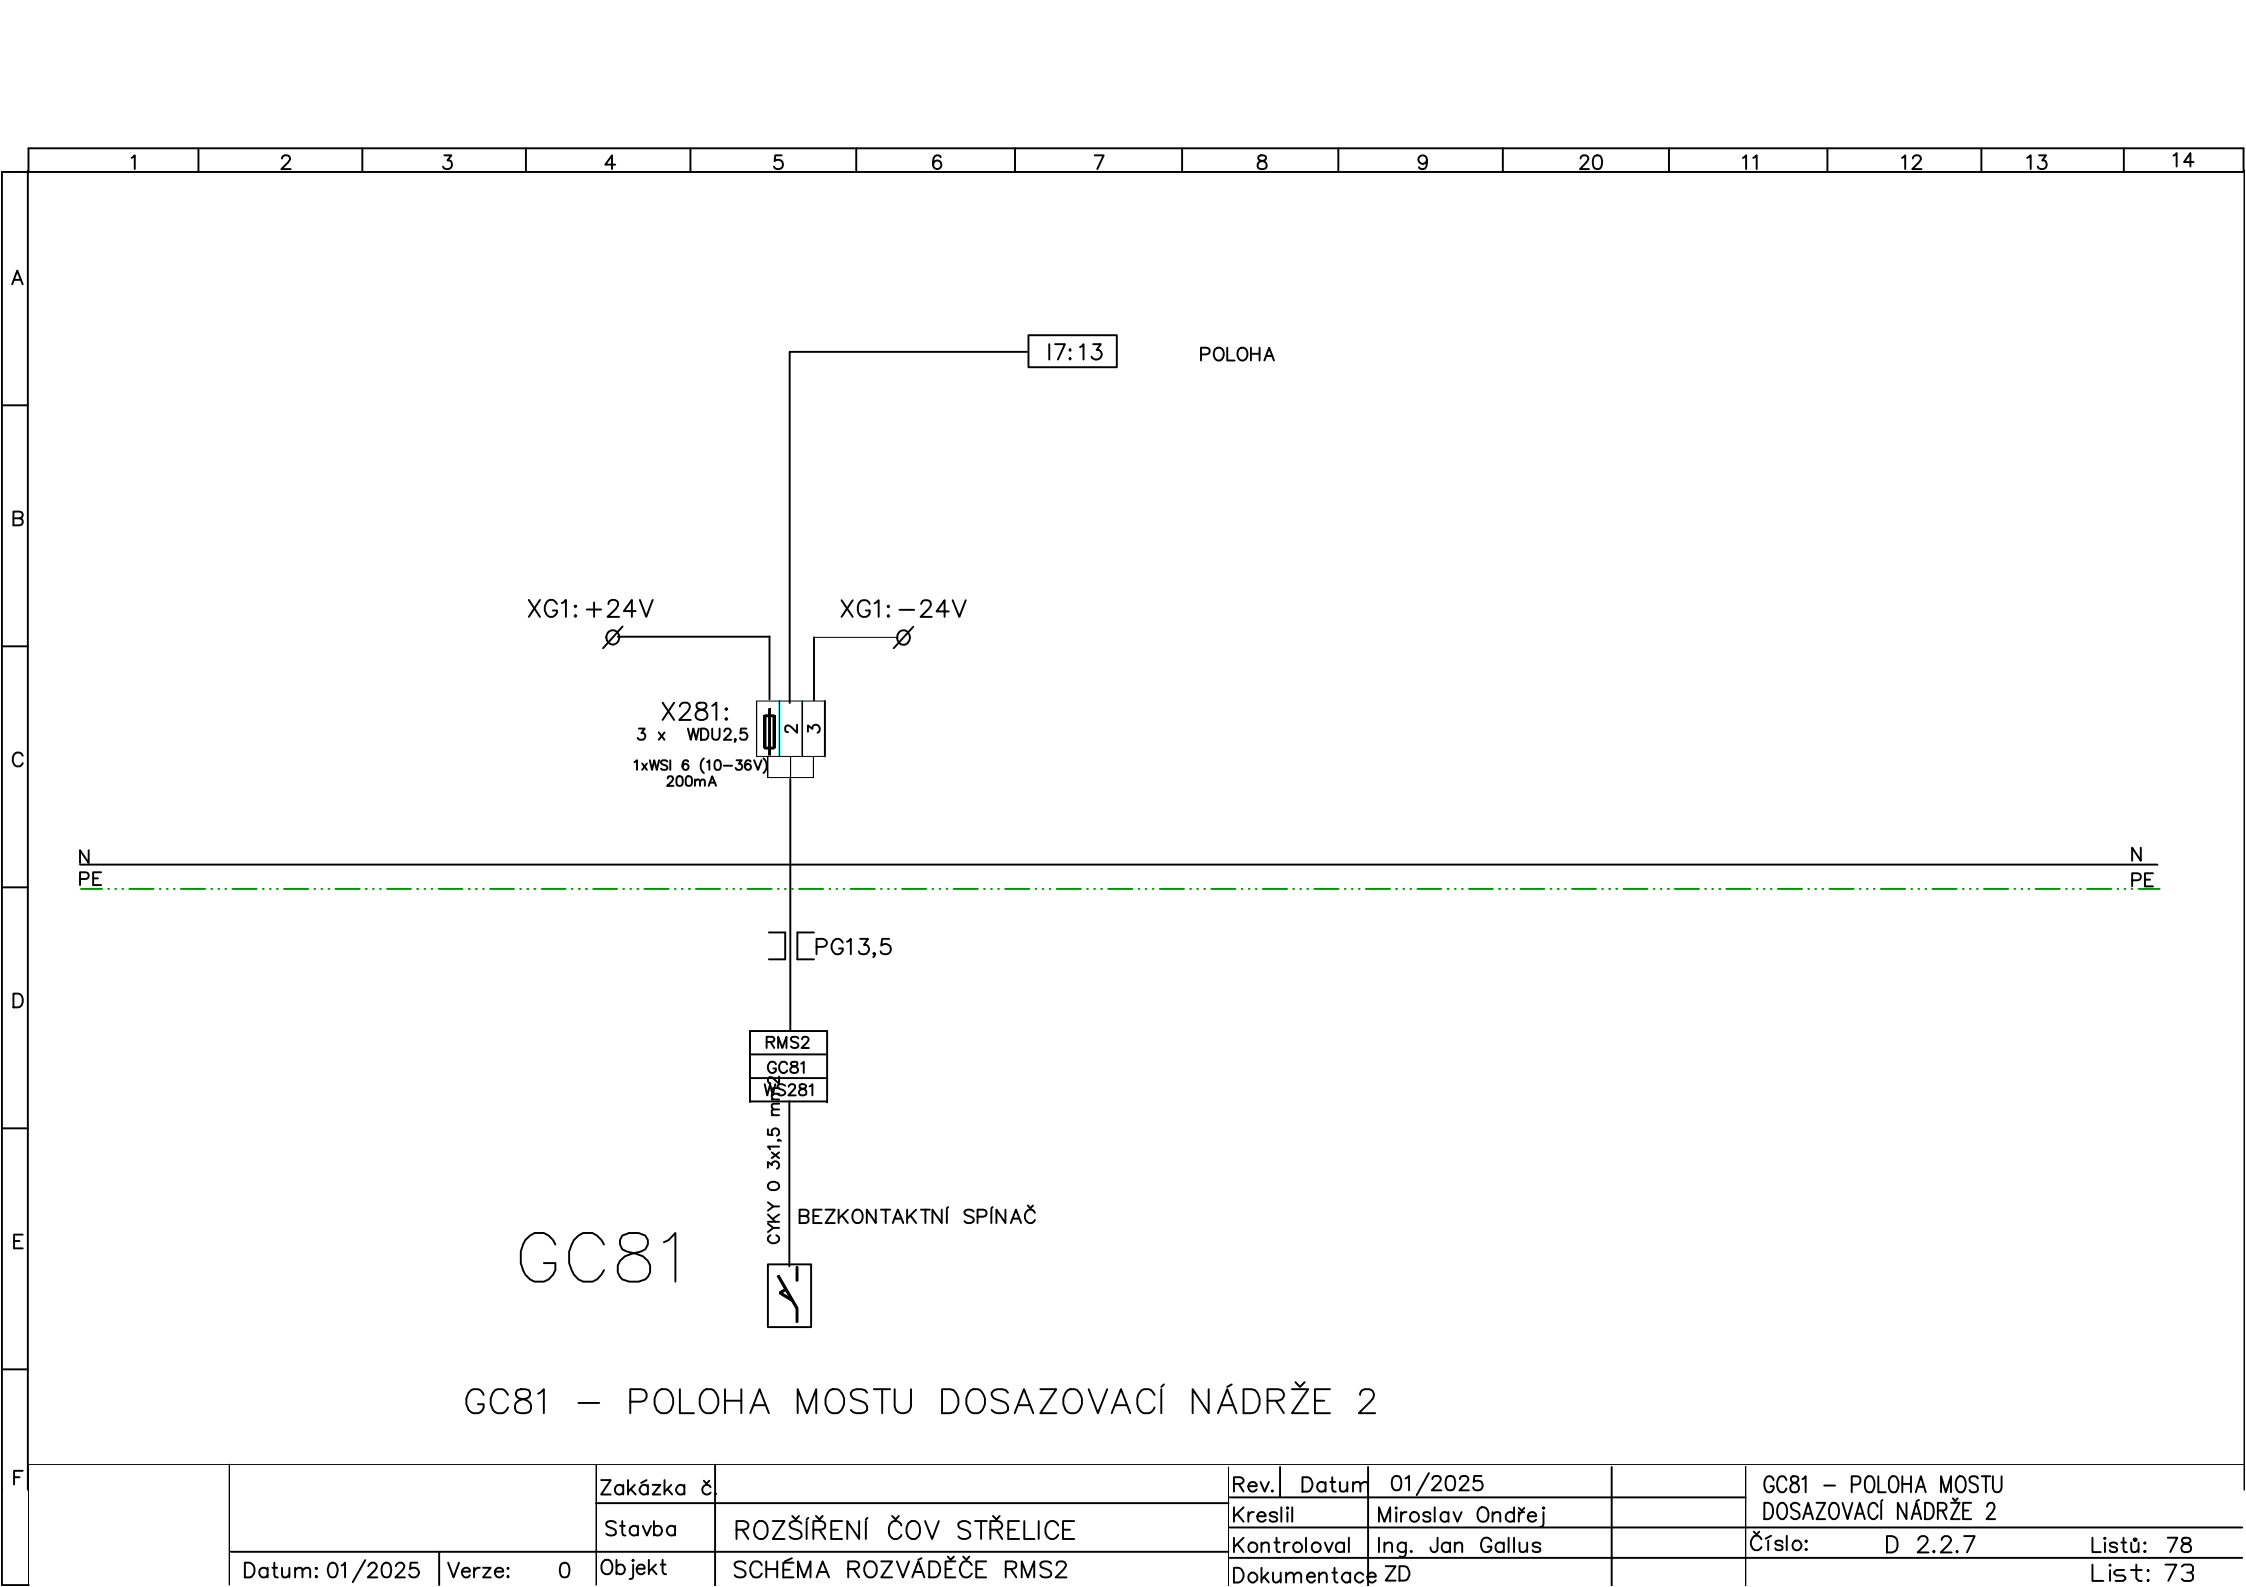 1 2 3 4 5 6 7 8 9 20 11 12 13 14
A
I7:13 POLOHA
B
XG1:+24V XG1:-24V
X281:
3 x WDU2,5
2 3
C
1xWSI 6 (10-36V)
200mA
N N
PE PE
PG13,5
D
RMS2
GC81
WS281
CYKY O 3x1,5 mm2
BEZKONTAKTNÍ SPÍNAČ
E
GC81
GC81 - POLOHA MOSTU DOSAZOVACÍ NÁDRŽE 2
F
Zakázka č.
Stavba ROZŠÍŘENÍ ČOV STŘELICE
Datum: 01/2025 Verze: 0 Objekt SCHÉMA ROZVÁDĚČE RMS2
Rev. Datum 01/2025
Kreslil Miroslav Ondřej
Kontroloval Ing. Jan Gallus
Dokumentace ZD
GC81 - POLOHA MOSTU
DOSAZOVACÍ NÁDRŽE 2
Číslo: D 2.2.7 Listů: 78
List: 73